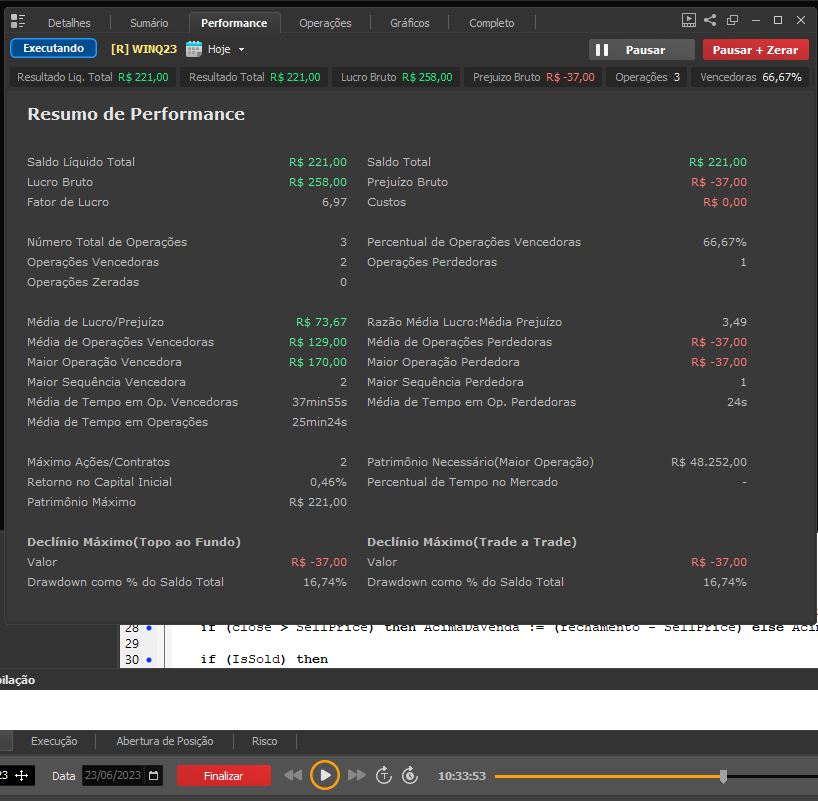 Detalhes Sumário Performance Operações Gráficos Completo
Executando [R] WINQ23 Hoje Pausar Pausar + Zerar
Resultado Liq. Total R$ 221,00 Resultado Total R$ 221,00 Lucro Bruto R$ 258,00 Prejuizo Bruto R$ -37,00 Operações 3 Vencedoras 66,67%
Resumo de Performance
Saldo Líquido Total R$ 221,00 Saldo Total R$ 221,00
Lucro Bruto R$ 258,00 Prejuízo Bruto R$ -37,00
Fator de Lucro 6,97 Custos R$ 0,00
Número Total de Operações 3 Percentual de Operações Vencedoras 66,67%
Operações Vencedoras 2 Operações Perdedoras 1
Operações Zeradas 0
Média de Lucro/Prejuízo R$ 73,67 Razão Média Lucro:Média Prejuízo 3,49
Média de Operações Vencedoras R$ 129,00 Média de Operações Perdedoras R$ -37,00
Maior Operação Vencedora R$ 170,00 Maior Operação Perdedora R$ -37,00
Maior Sequência Vencedora 2 Maior Sequência Perdedora 1
Média de Tempo em Op. Vencedoras 37min55s Média de Tempo em Op. Perdedoras 24s
Média de Tempo em Operações 25min24s
Máximo Ações/Contratos 2 Patrimônio Necessário(Maior Operação) R$ 48.252,00
Retorno no Capital Inicial 0,46% Percentual de Tempo no Mercado -
Patrimônio Máximo R$ 221,00
Declínio Máximo(Topo ao Fundo) Declínio Máximo(Trade a Trade)
Valor R$ -37,00 Valor R$ -37,00
Drawdown como % do Saldo Total 16,74% Drawdown como % do Saldo Total 16,74%
28 if (close > SellPrice) then AcimaDaVenda := (fechamento - SellPrice) else Aci
29
30 if (IsSold) then
pilação
Execução Abertura de Posição Risco
23 Data 23/06/2023 Finalizar T 10:33:53